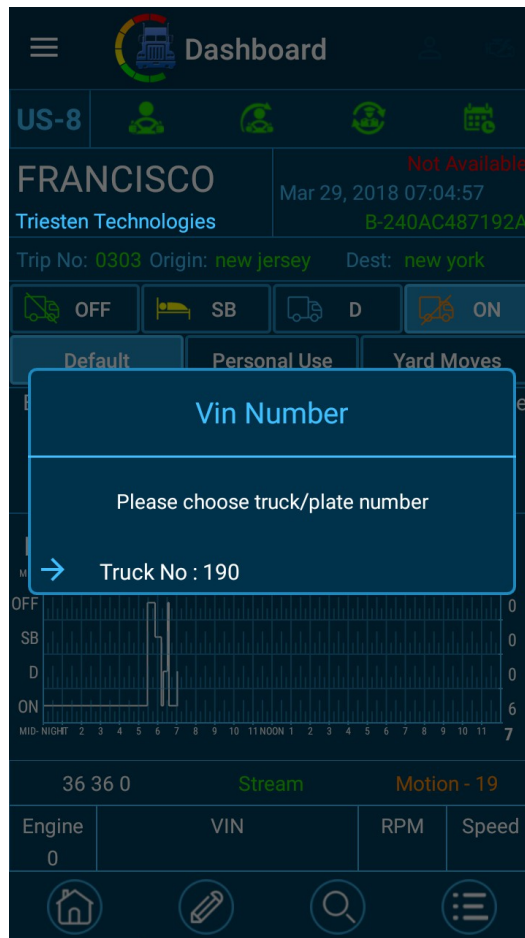 Dashboard
US-8
FRANCISCO
Not Available
Mar 29, 2018 07:04:57
Triesten Technologies
B-240AC487192A
Trip No: 0303 Origin: new jersey Dest: new york
OFF SB D ON
Default Personal Use Yard Moves
Vin Number
Please choose truck/plate number
Truck No : 190
OFF 0
SB 0
D 0
ON 6
MID-NIGHT 2 3 4 5 6 7 8 9 10 11 NOON 1 2 3 4 5 6 7 8 9 10 11 7
36 36 0 Stream Motion - 19
Engine VIN RPM Speed
0